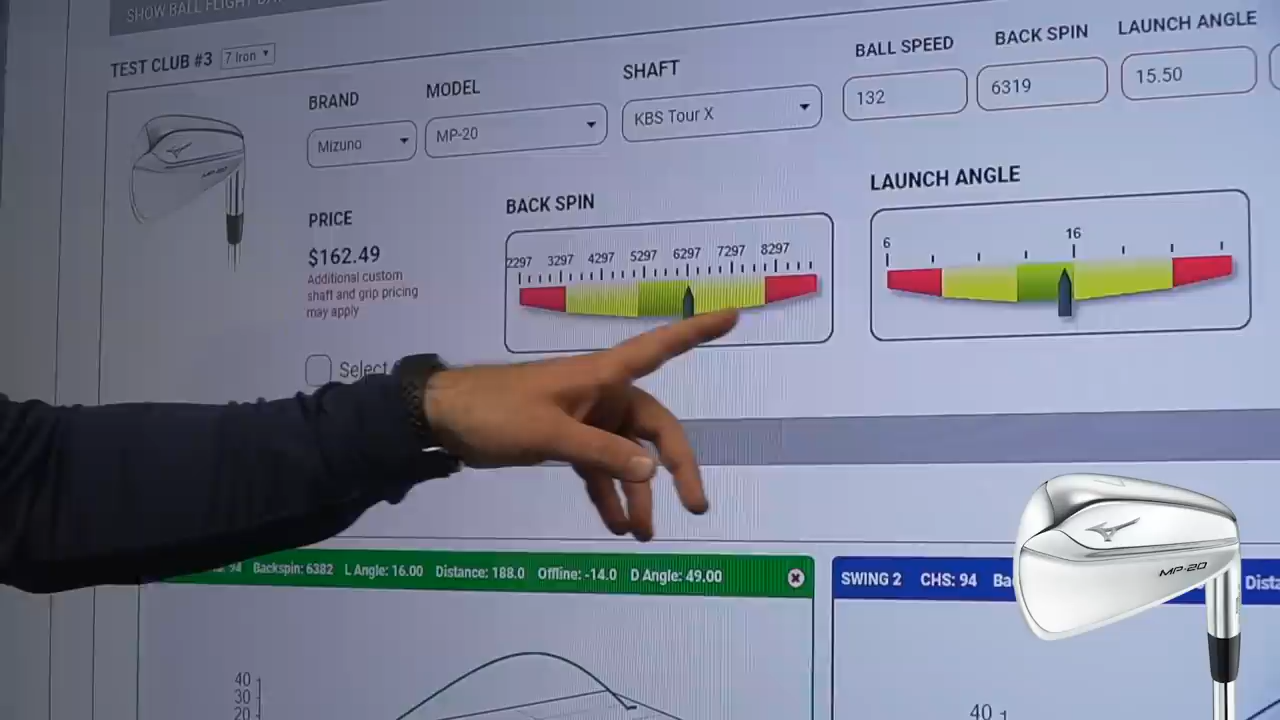 SHOW BALL FLIGHT
TEST CLUB #3
7 Iron
BRAND
Mizuno
MODEL
MP-20
SHAFT
KBS Tour X
BALL SPEED
132
BACK SPIN
6319
LAUNCH ANGLE
15.50
MP-20
PRICE
$162.49
Additional custom
shaft and grip pricing
may apply
Select
BACK SPIN
2297 3297 4297 5297 6297 7297 8297
LAUNCH ANGLE
6 16
94 Backspin: 6382 L Angle: 16.00 Distance: 188.0 Offline: -14.0 D Angle: 49.00
40
30
20
SWING 2 CHS: 94
40
MP-20